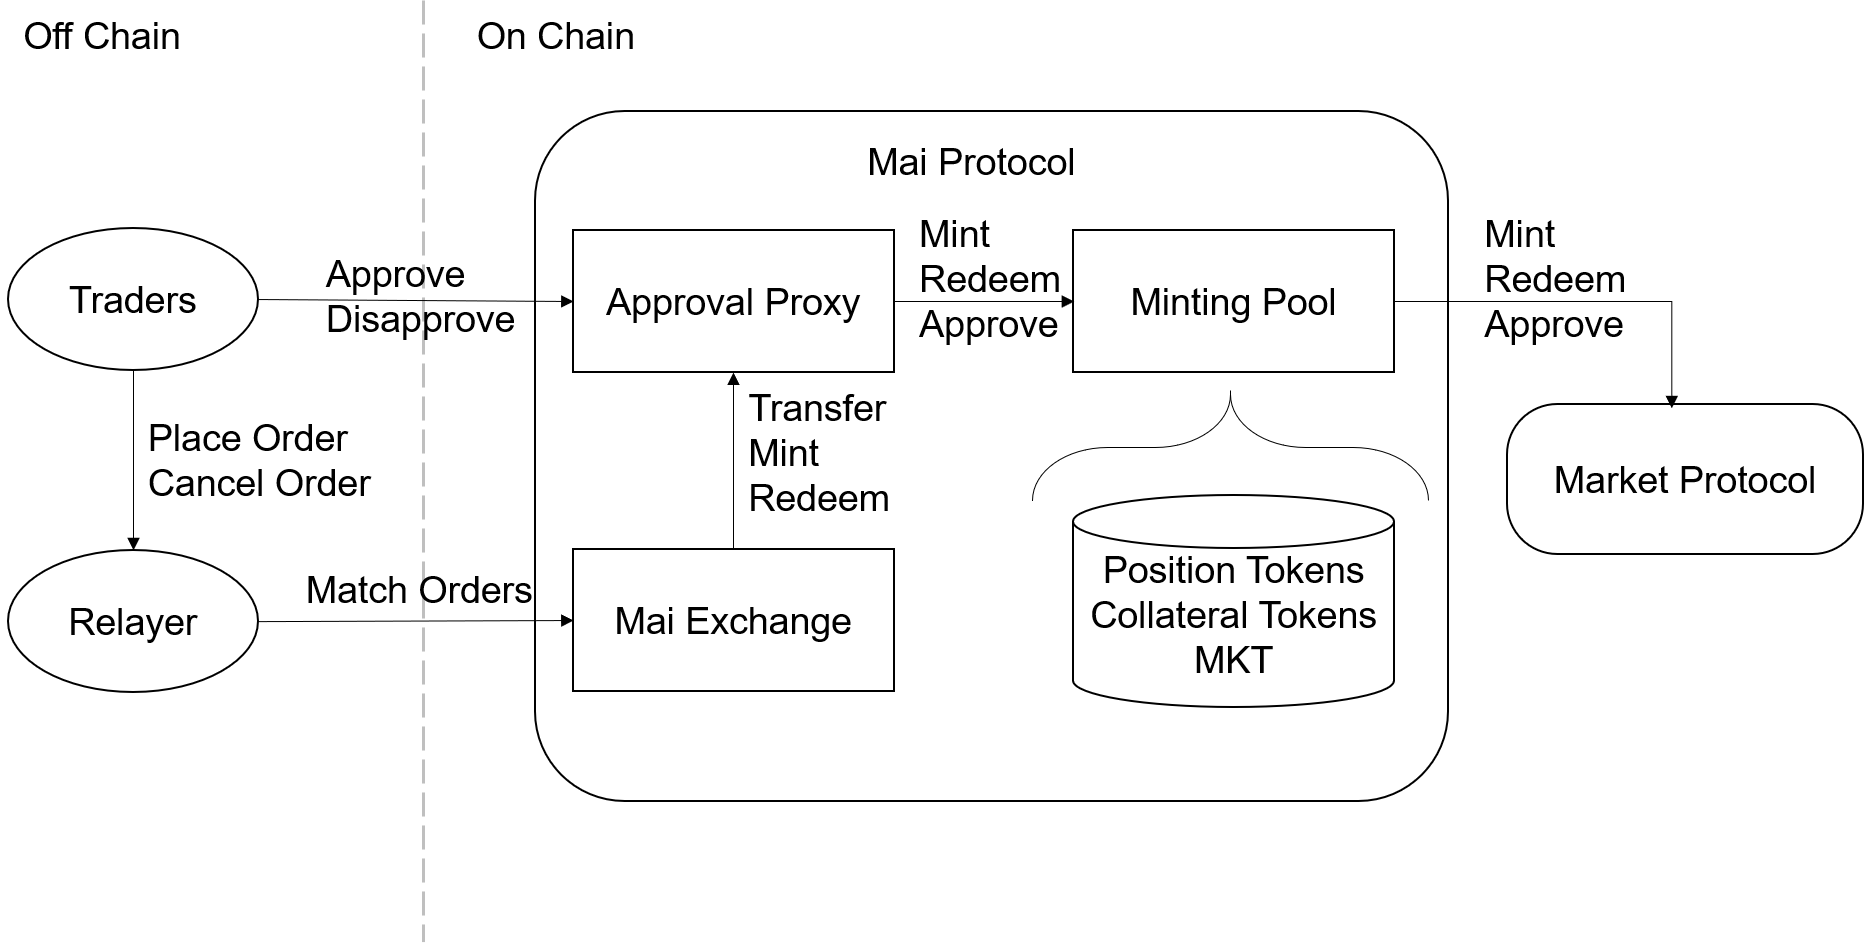 Off Chain
On Chain
Mai Protocol
Traders
Approve
Disapprove
Approval Proxy
Mint
Redeem
Approve
Minting Pool
Mint
Redeem
Approve
Place Order
Cancel Order
Transfer
Mint
Redeem
Market Protocol
Relayer
Match Orders
Mai Exchange
Position Tokens
Collateral Tokens
MKT